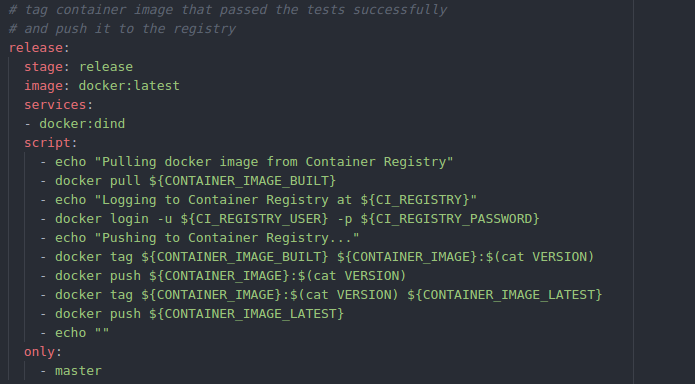 # tag container image that passed the tests successfully
# and push it to the registry
release:
  stage: release
  image: docker:latest
  services:
  - docker:dind
  script:
    - echo "Pulling docker image from Container Registry"
    - docker pull ${CONTAINER_IMAGE_BUILT}
    - echo "Logging to Container Registry at ${CI_REGISTRY}"
    - docker login -u ${CI_REGISTRY_USER} -p ${CI_REGISTRY_PASSWORD}
    - echo "Pushing to Container Registry..."
    - docker tag ${CONTAINER_IMAGE_BUILT} ${CONTAINER_IMAGE}:$(cat VERSION)
    - docker push ${CONTAINER_IMAGE}:$(cat VERSION)
    - docker tag ${CONTAINER_IMAGE}:$(cat VERSION) ${CONTAINER_IMAGE_LATEST}
    - docker push ${CONTAINER_IMAGE_LATEST}
    - echo ""
  only:
    - master